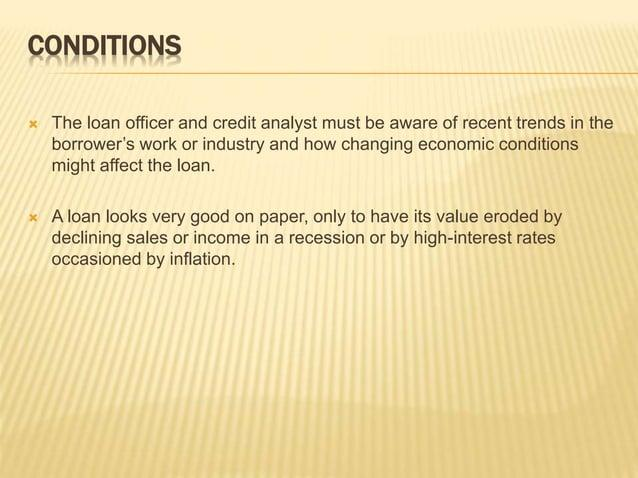 CONDITIONS
The loan officer and credit analyst must be aware of recent trends in the
borrower’s work or industry and how changing economic conditions
might affect the loan.
A loan looks very good on paper, only to have its value eroded by
declining sales or income in a recession or by high-interest rates
occasioned by inflation.